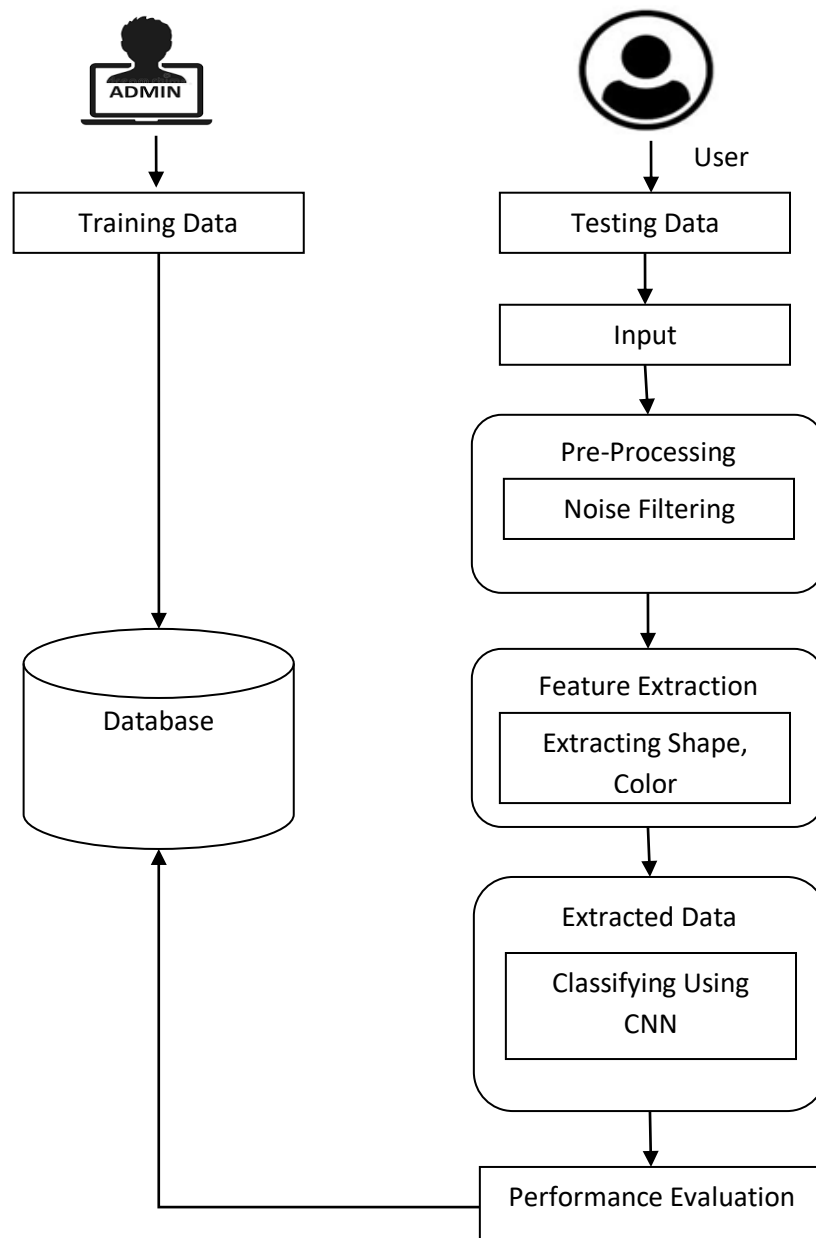 ADMIN
User
Training Data
Testing Data
Input
Pre-Processing
Noise Filtering
Feature Extraction
Extracting Shape,
Color
Database
Extracted Data
Classifying Using
CNN
Performance Evaluation